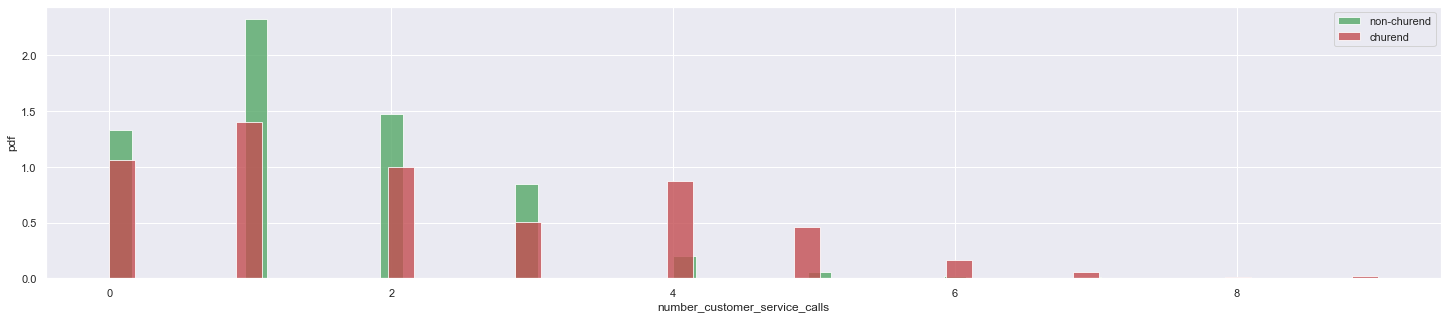 non-churend
churend
2.0
1.5
1.0
0.5
0.0
pdf
0 2 4 6 8
number_customer_service_calls